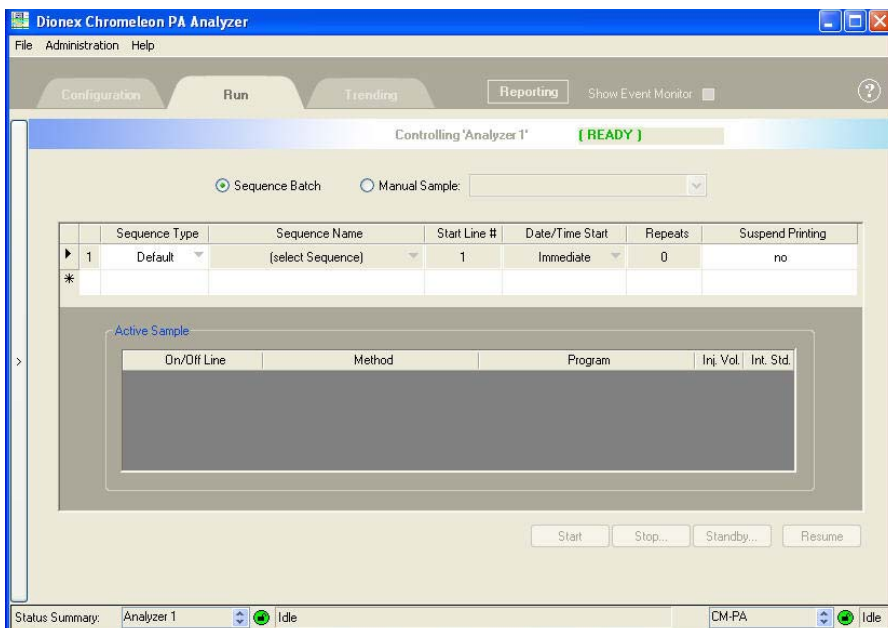 Dionex Chromeleon PA Analyzer
File Administration Help
Configuration Run Trending Reporting Show Event Monitor ?
Controlling 'Analyzer 1' ( READY )
Sequence Batch Manual Sample:
Sequence Type Sequence Name Start Line # Date/Time Start Repeats Suspend Printing
1 Default (select Sequence) 1 Immediate 0 no
Active Sample
On/Off Line Method Program Inj. Vol. Int. Std.
Start Stop... Standby... Resume
Status Summary: Analyzer 1 Idle CM-PA Idle